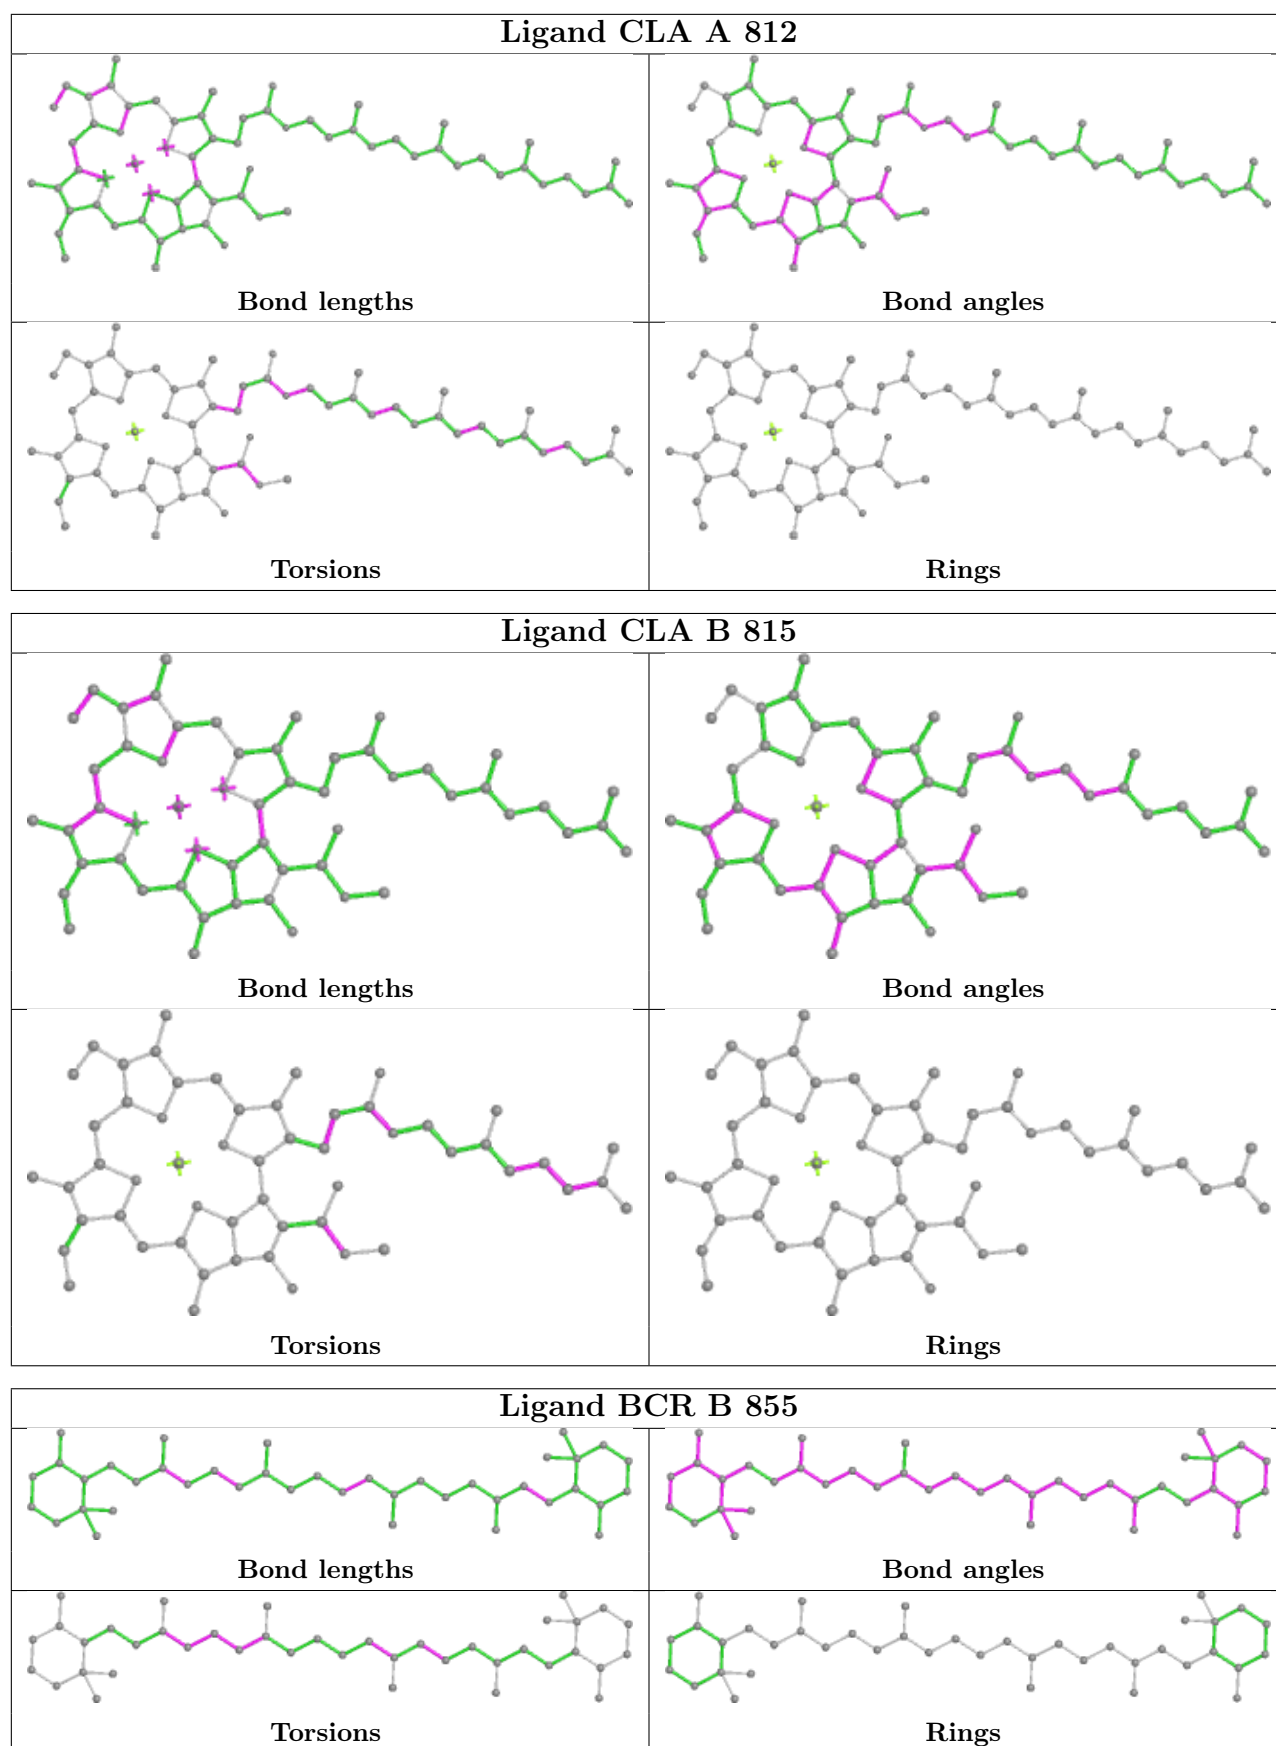 Ligand CLA A 812
Bond lengths
Bond angles
Torsions
Rings
Ligand CLA B 815
Bond lengths
Bond angles
Torsions
Rings
Ligand BCR B 855
Bond lengths
Bond angles
Torsions
Rings